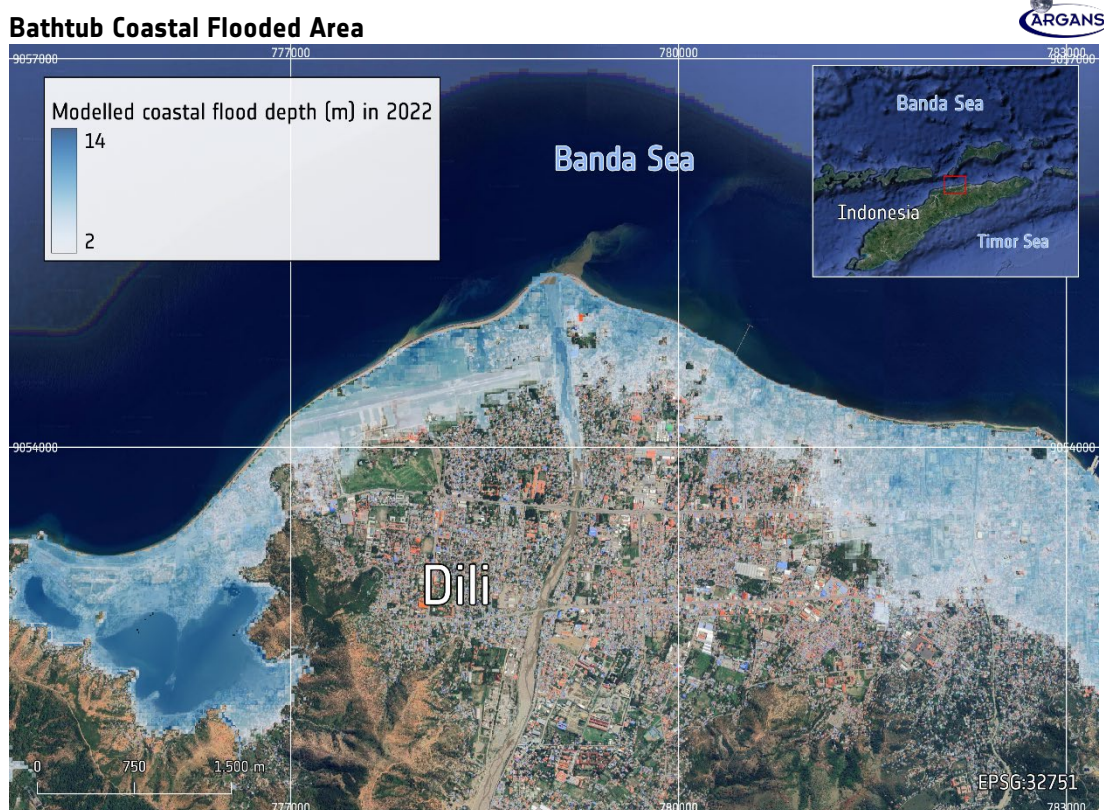 Bathtub Coastal Flooded Area
ARGANS
9057000
777000
780000
783000
9057000
Modelled coastal flood depth (m) in 2022
14
2
Banda Sea
Banda Sea
Indonesia
Timor Sea
9054000
9054000
Dili
0 750 1,500 m
EPSG:32751
777000
780000
783000